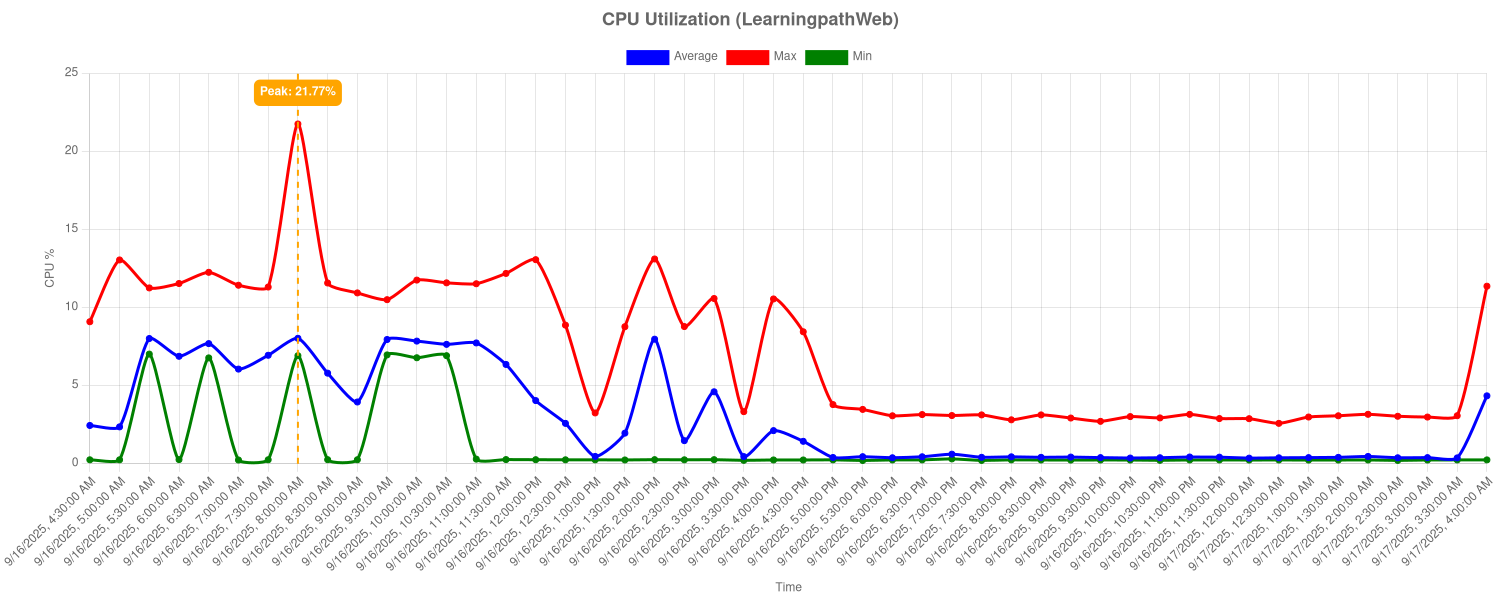 CPU Utilization (LearningpathWeb)
Average Max Min
25
Peak: 21.77%
20
15
10
5
0
CPU %
9/16/2025, 4:30:00 AM
9/16/2025, 5:00:00 AM
9/16/2025, 5:30:00 AM
9/16/2025, 6:00:00 AM
9/16/2025, 6:30:00 AM
9/16/2025, 7:00:00 AM
9/16/2025, 7:30:00 AM
9/16/2025, 8:00:00 AM
9/16/2025, 8:30:00 AM
9/16/2025, 9:00:00 AM
9/16/2025, 9:30:00 AM
9/16/2025, 10:00:00 AM
9/16/2025, 10:30:00 AM
9/16/2025, 11:00:00 AM
9/16/2025, 11:30:00 AM
9/16/2025, 12:00:00 PM
9/16/2025, 12:30:00 PM
9/16/2025, 1:00:00 PM
9/16/2025, 1:30:00 PM
9/16/2025, 2:00:00 PM
9/16/2025, 2:30:00 PM
9/16/2025, 3:00:00 PM
9/16/2025, 3:30:00 PM
9/16/2025, 4:00:00 PM
9/16/2025, 4:30:00 PM
9/16/2025, 5:00:00 PM
9/16/2025, 5:30:00 PM
9/16/2025, 6:00:00 PM
9/16/2025, 6:30:00 PM
9/16/2025, 7:00:00 PM
9/16/2025, 7:30:00 PM
9/16/2025, 8:00:00 PM
9/16/2025, 8:30:00 PM
9/16/2025, 9:00:00 PM
9/16/2025, 9:30:00 PM
9/16/2025, 10:00:00 PM
9/16/2025, 10:30:00 PM
9/16/2025, 11:00:00 PM
9/16/2025, 11:30:00 PM
9/17/2025, 12:00:00 AM
9/17/2025, 12:30:00 AM
9/17/2025, 1:00:00 AM
9/17/2025, 1:30:00 AM
9/17/2025, 2:00:00 AM
9/17/2025, 2:30:00 AM
9/17/2025, 3:00:00 AM
9/17/2025, 3:30:00 AM
9/17/2025, 4:00:00 AM
Time